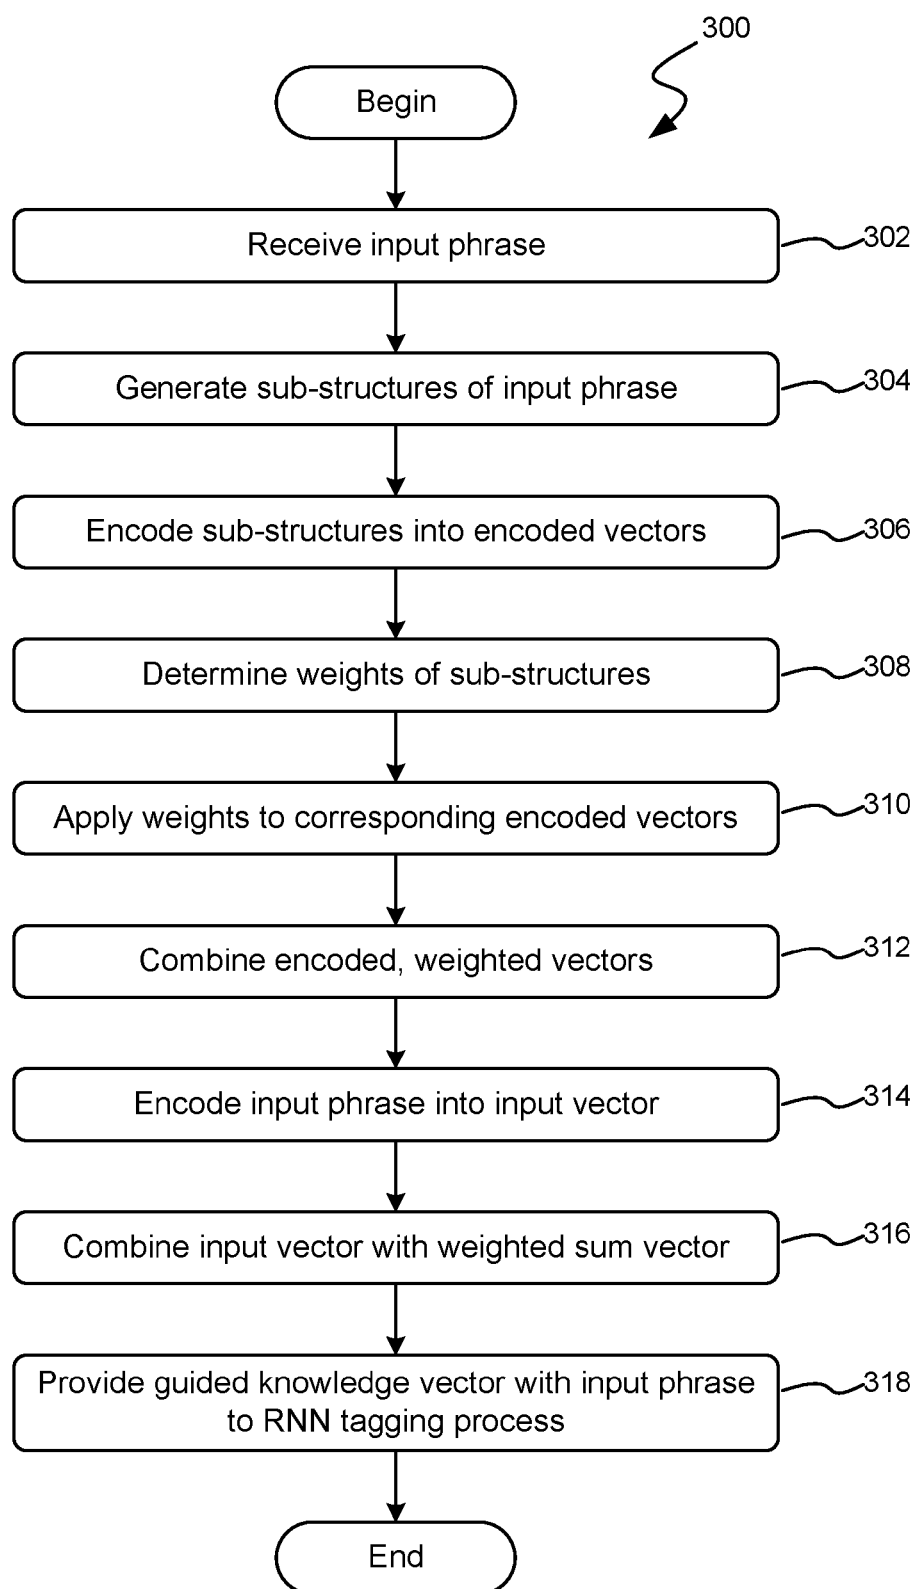 300
Begin
Receive input phrase
302
Generate sub-structures of input phrase
304
Encode sub-structures into encoded vectors
306
Determine weights of sub-structures
308
Apply weights to corresponding encoded vectors
310
Combine encoded, weighted vectors
312
Encode input phrase into input vector
314
Combine input vector with weighted sum vector
316
Provide guided knowledge vector with input phrase
to RNN tagging process
318
End